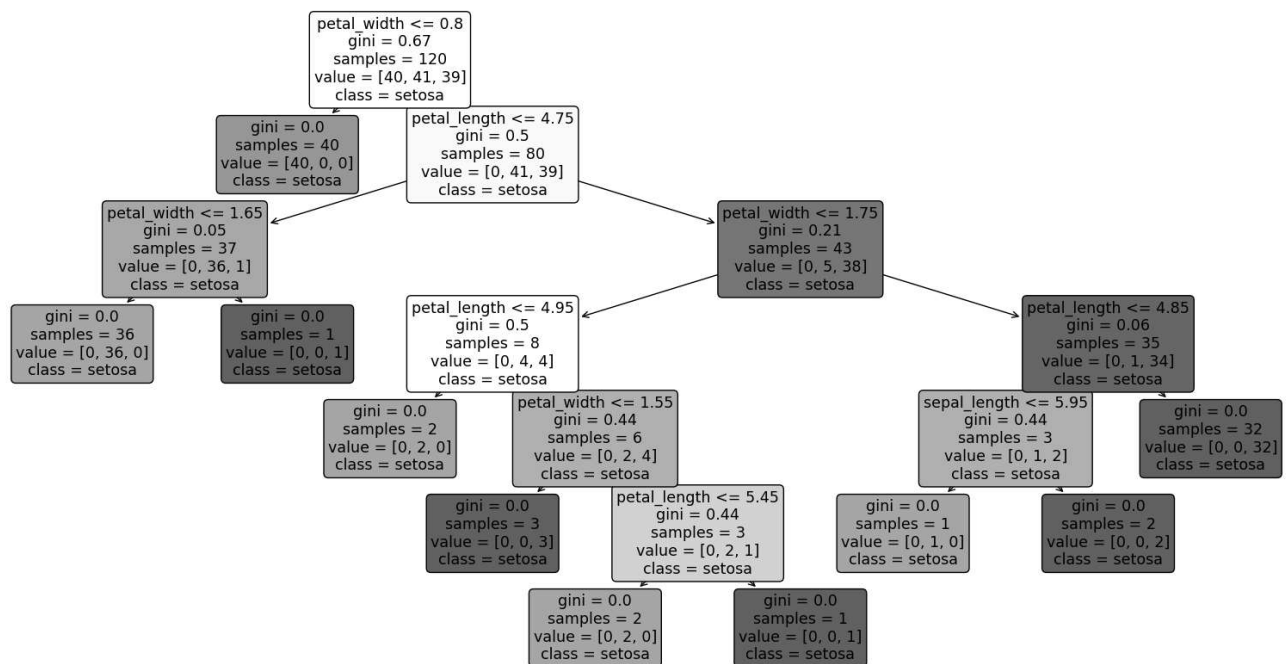 petal_width <= 0.8
gini = 0.67
samples = 120
value = [40, 41, 39]
class = setosa
gini = 0.0
samples = 40
value = [40, 0, 0]
class = setosa
petal_length <= 4.75
gini = 0.5
samples = 80
value = [0, 41, 39]
class = setosa
petal_width <= 1.65
gini = 0.05
samples = 37
value = [0, 36, 1]
class = setosa
petal_width <= 1.75
gini = 0.21
samples = 43
value = [0, 5, 38]
class = setosa
gini = 0.0
samples = 36
value = [0, 36, 0]
class = setosa
gini = 0.0
samples = 1
value = [0, 0, 1]
class = setosa
petal_length <= 4.95
gini = 0.5
samples = 8
value = [0, 4, 4]
class = setosa
petal_length <= 4.85
gini = 0.06
samples = 35
value = [0, 1, 34]
class = setosa
gini = 0.0
samples = 2
value = [0, 2, 0]
class = setosa
petal_width <= 1.55
gini = 0.44
samples = 6
value = [0, 2, 4]
class = setosa
sepal_length <= 5.95
gini = 0.44
samples = 3
value = [0, 1, 2]
class = setosa
gini = 0.0
samples = 32
value = [0, 0, 32]
class = setosa
gini = 0.0
samples = 3
value = [0, 0, 3]
class = setosa
petal_length <= 5.45
gini = 0.44
samples = 3
value = [0, 2, 1]
class = setosa
gini = 0.0
samples = 1
value = [0, 1, 0]
class = setosa
gini = 0.0
samples = 2
value = [0, 0, 2]
class = setosa
gini = 0.0
samples = 2
value = [0, 2, 0]
class = setosa
gini = 0.0
samples = 1
value = [0, 0, 1]
class = setosa